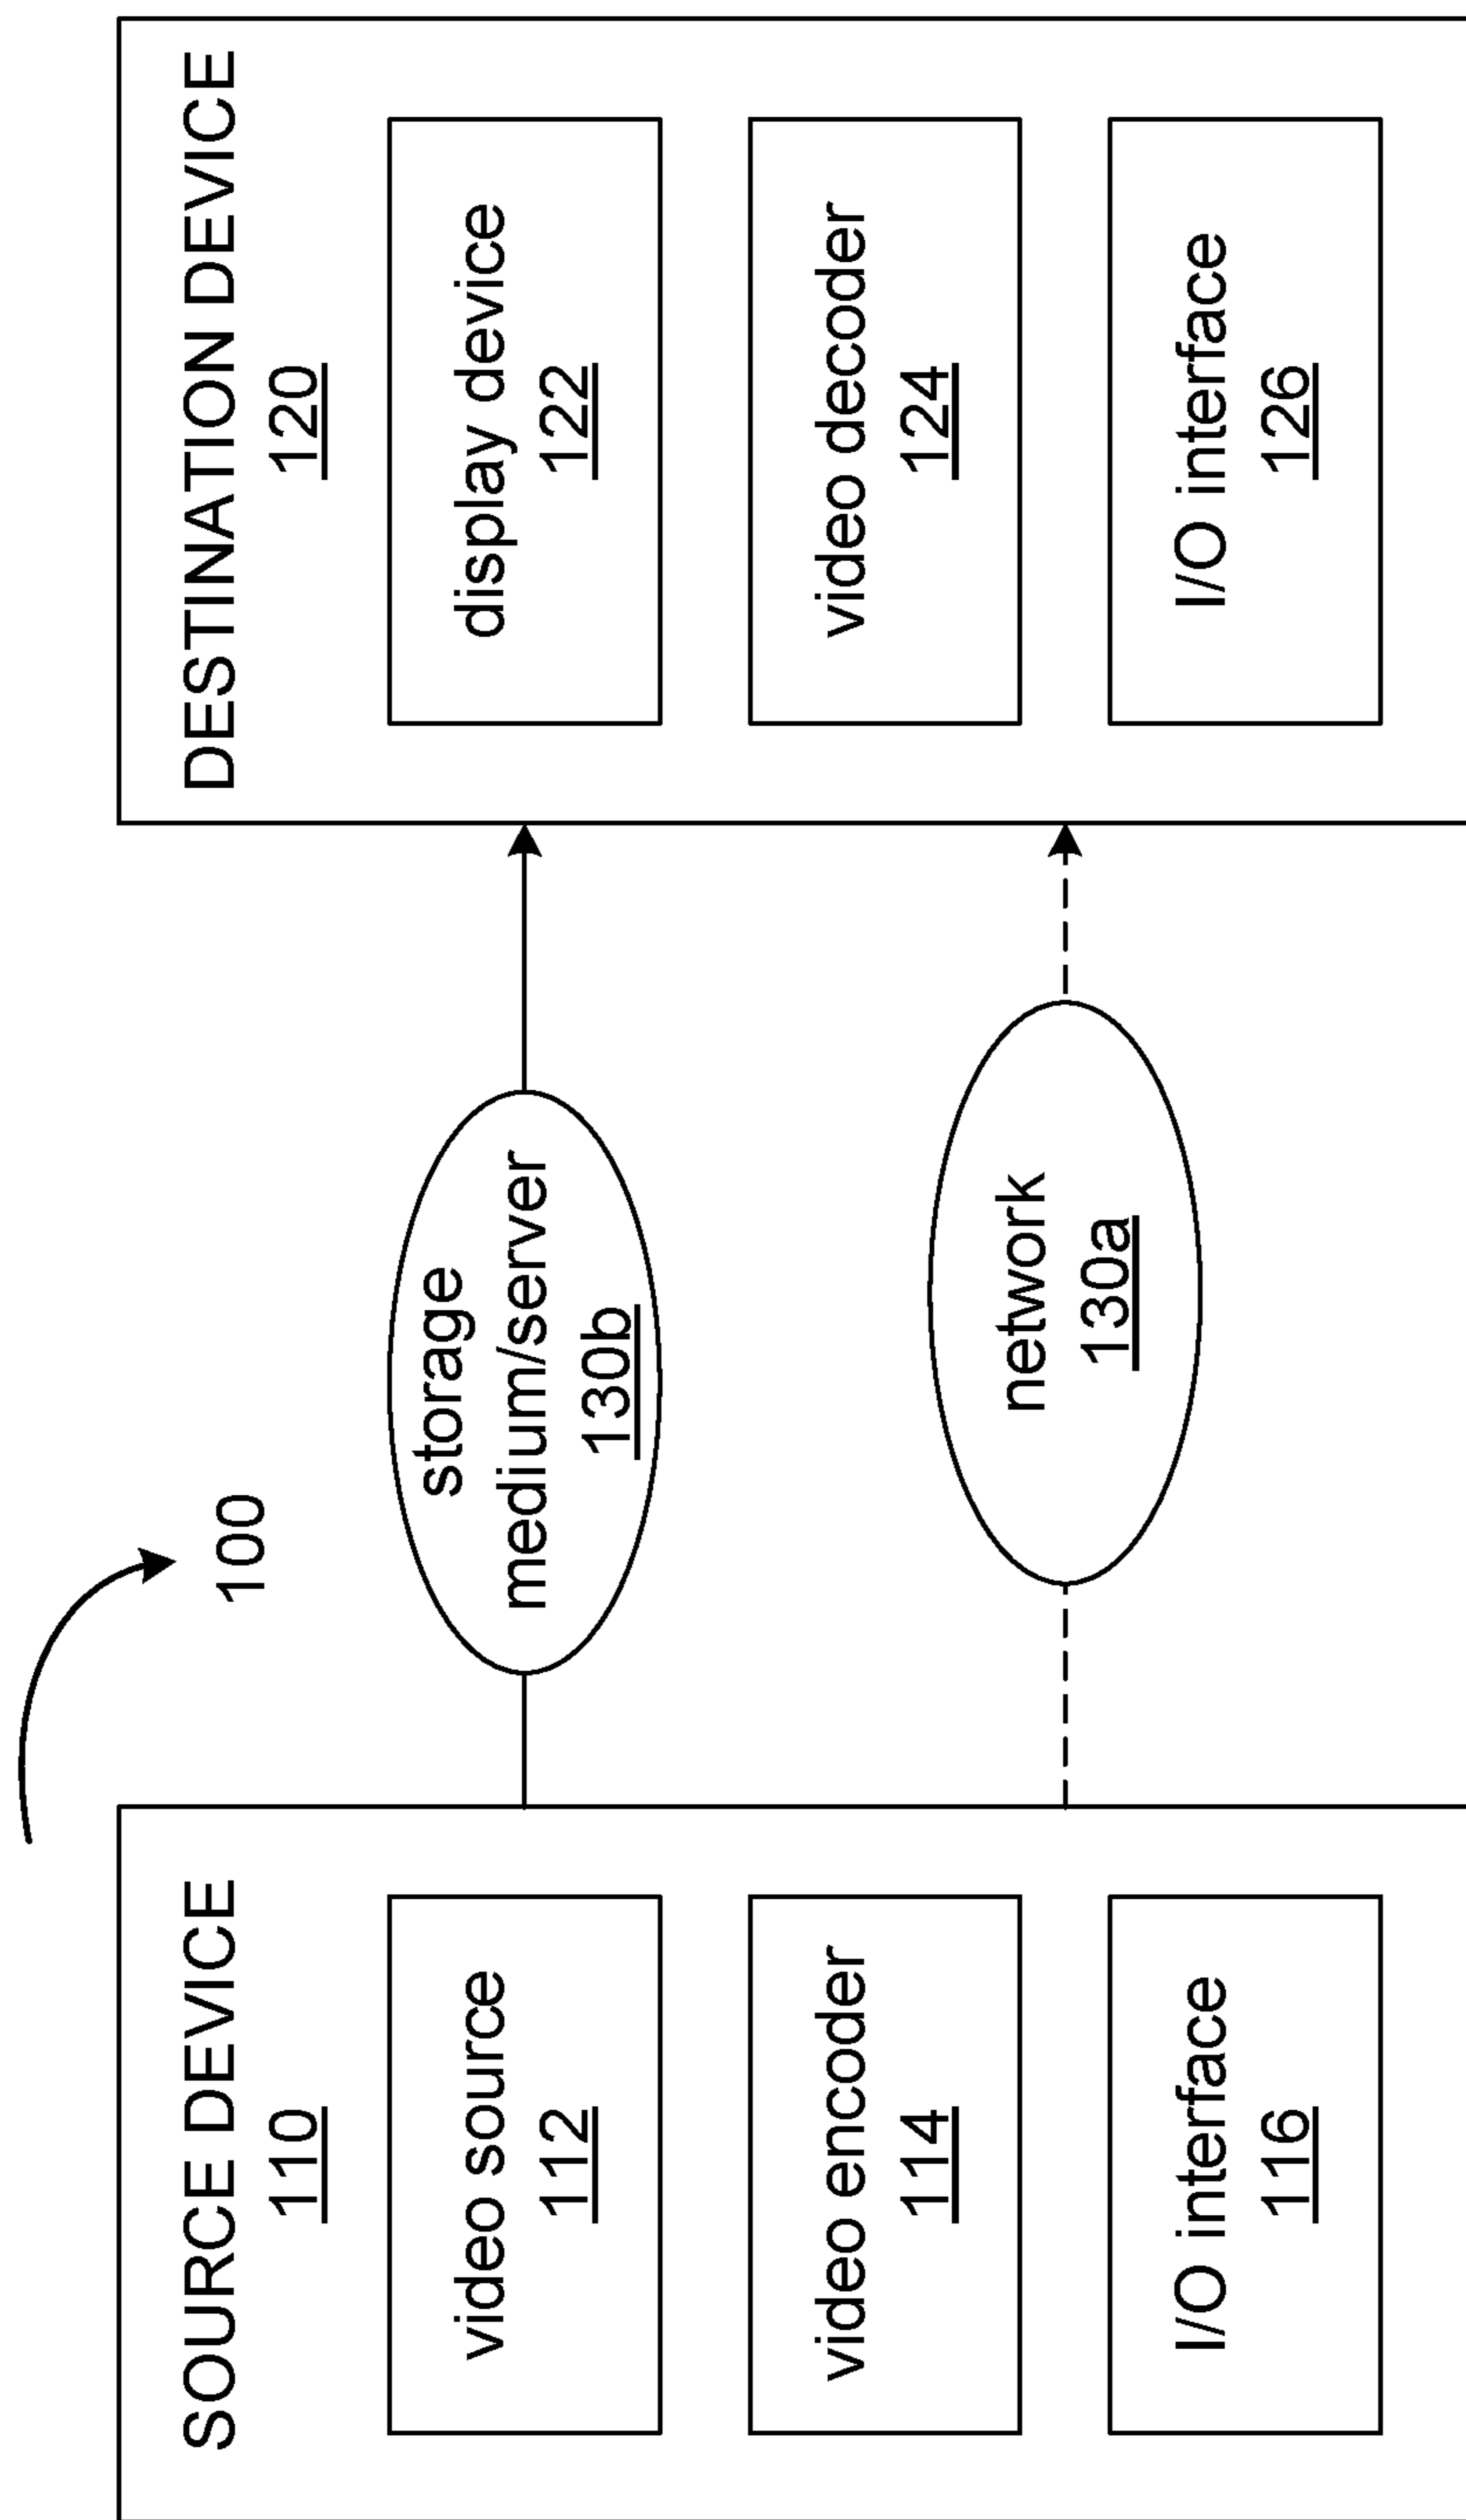 100
SOURCE DEVICE
110
video source
112
video encoder
114
I/O interface
116
storage
medium/server
130b
network
130a
DESTINATION DEVICE
120
display device
122
video decoder
124
I/O interface
126